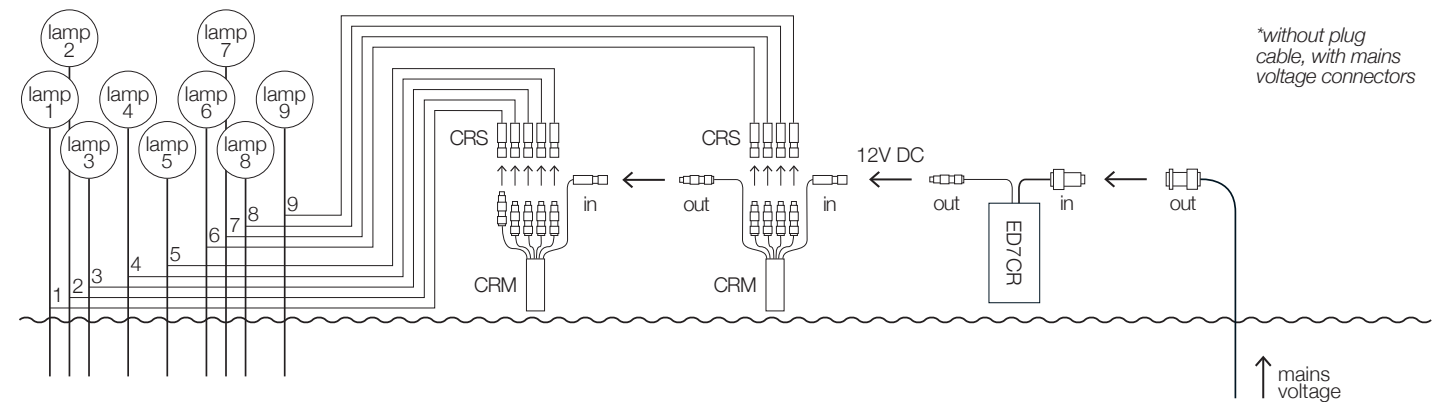 lamp
2
lamp
7
lamp
1
lamp
4
lamp
6
lamp
9
lamp
3
lamp
5
lamp
8
*without plug
cable, with mains
voltage connectors
CRS
CRS
12V DC
in
out
in
out
in
out
ED7CR
CRM
CRM
9
8
7
6
5
4
3
2
1
mains
voltage